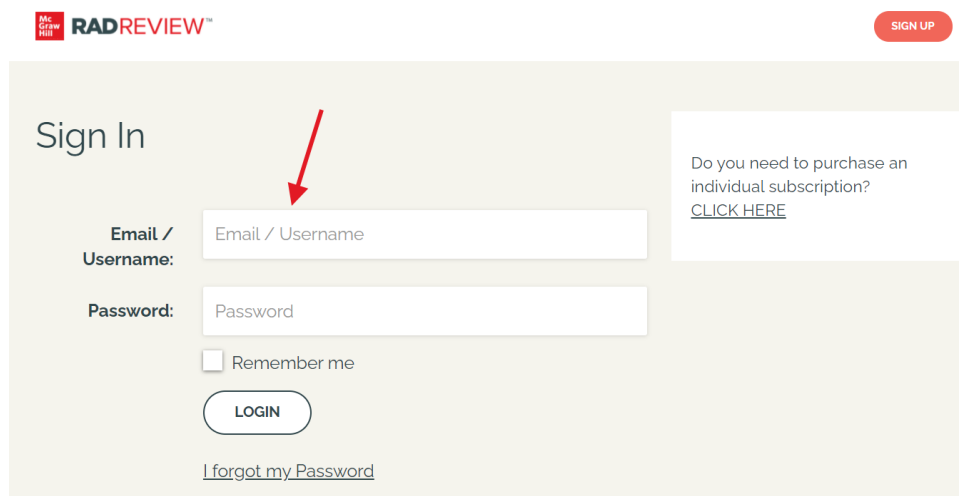 Mc
Graw
Hill
RADREVIEW™
SIGN UP
Sign In
Do you need to purchase an
individual subscription?
CLICK HERE
Email /
Username:
Email / Username
Password:
Password
Remember me
LOGIN
I forgot my Password